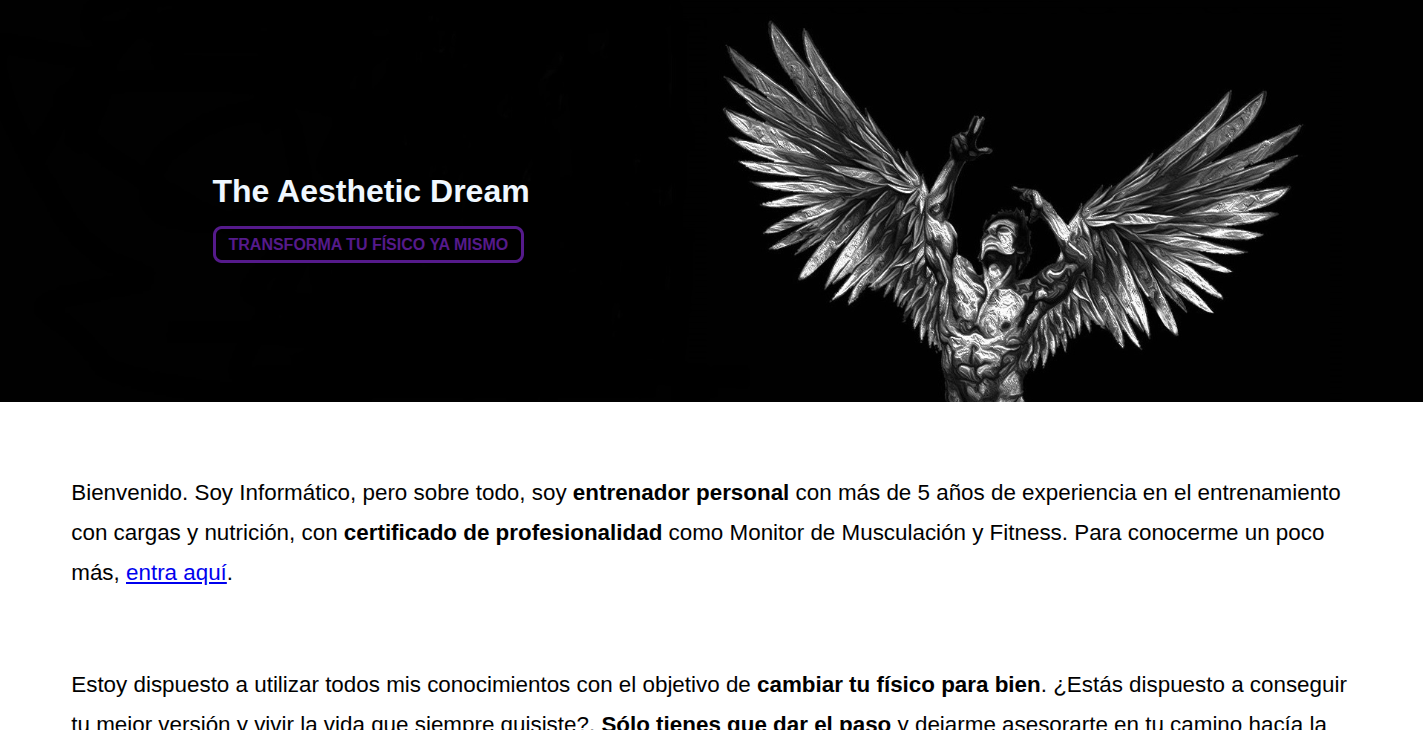 The Aesthetic Dream
TRANSFORMA TU FÍSICO YA MISMO
Bienvenido. Soy Informático, pero sobre todo, soy entrenador personal con más de 5 años de experiencia en el entrenamiento
con cargas y nutrición, con certificado de profesionalidad como Monitor de Musculación y Fitness. Para conocerme un poco
más, entra aquí.
Estoy dispuesto a utilizar todos mis conocimientos con el objetivo de cambiar tu físico para bien. ¿Estás dispuesto a conseguir
tu mejor versión y vivir la vida que siempre quisiste?. Sólo tienes que dar el paso y dejarme asesorarte en tu camino hacía la